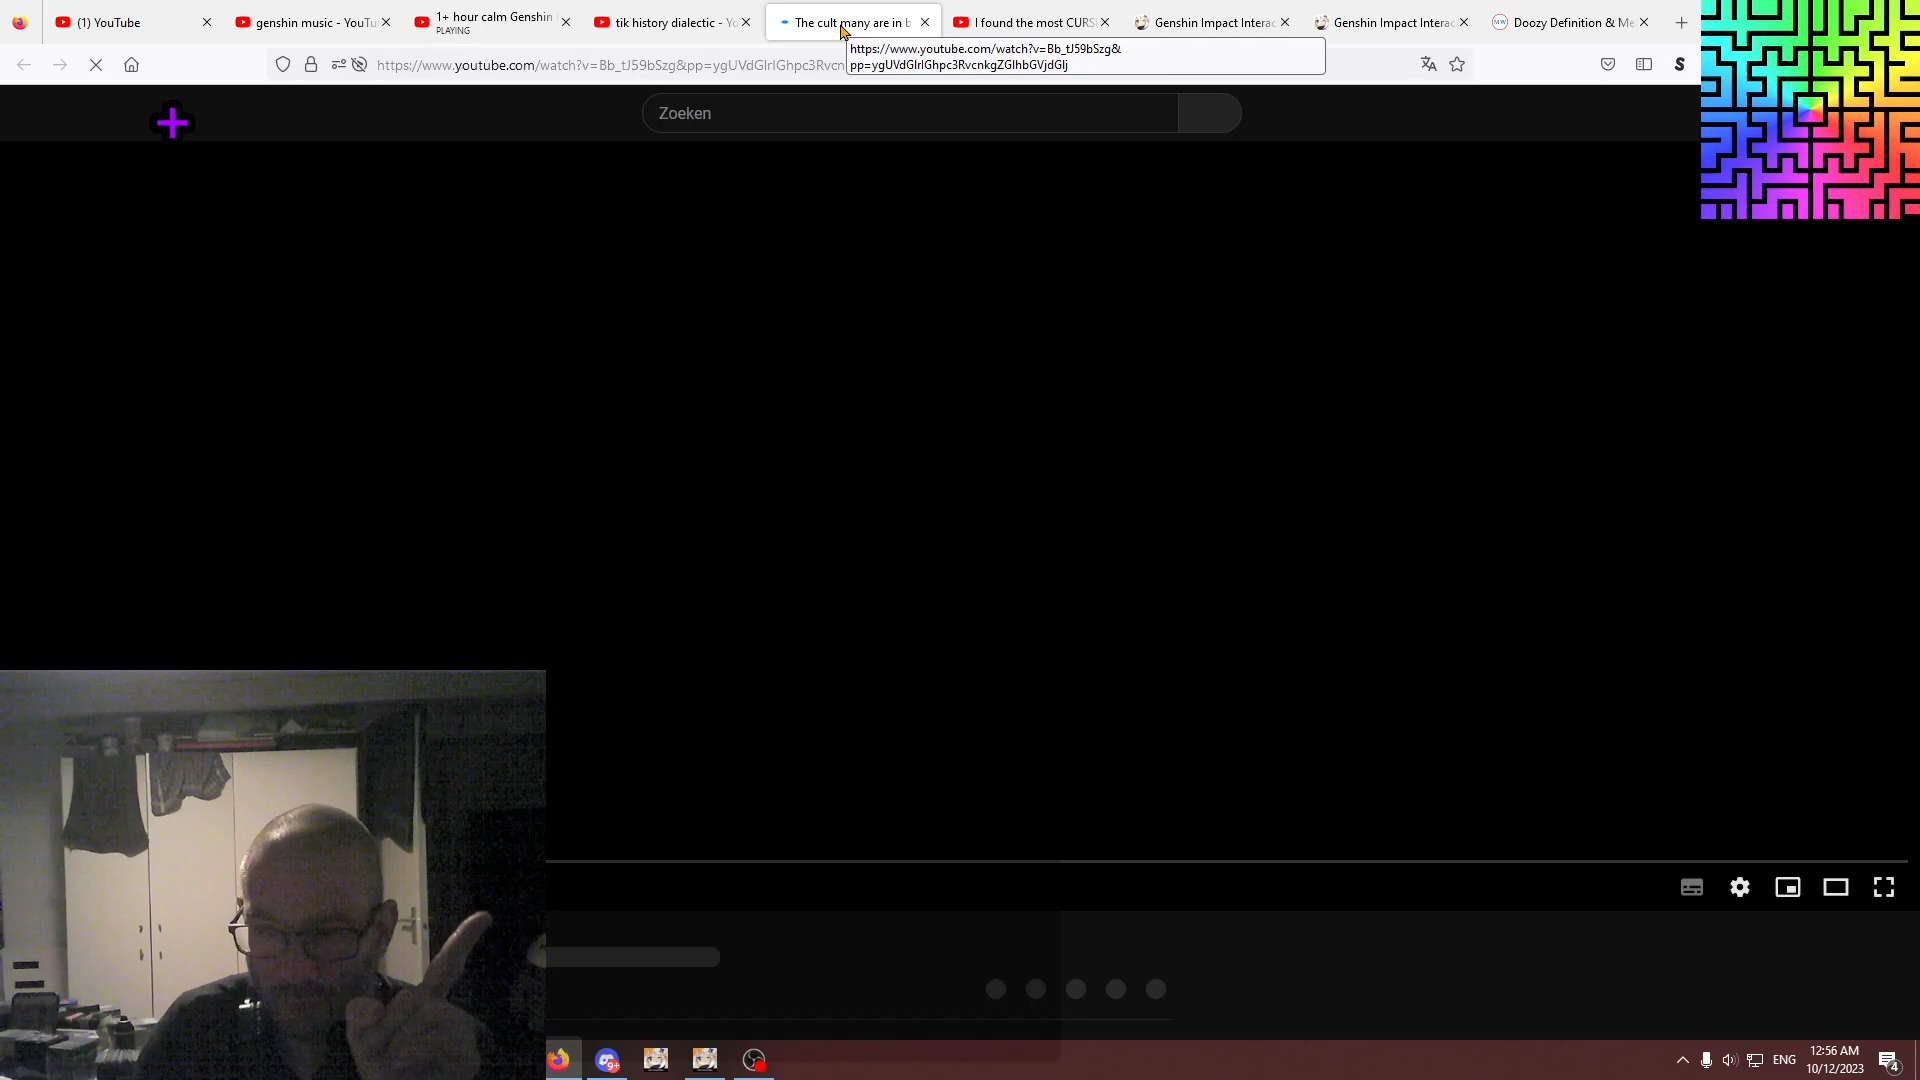 (1) YouTube
genshin music - YouTu
1+ hour calm Genshin
PLAYING
tik history dialectic - Yo
The cult many are in b
I found the most CURS
Genshin Impact Interac
Genshin Impact Interac
Doozy Definition & Me
https://www.youtube.com/watch?v=Bb_tJ59bSzg&pp=ygUVdGlrIGhpc3Rvcn
https://www.youtube.com/watch?v=Bb_tJ59bSzg&
pp=ygUVdGlrIGhpc3RvcnkgZGlhbGVjdGlj
Zoeken
9+
ENG
12:56 AM
10/12/2023
4